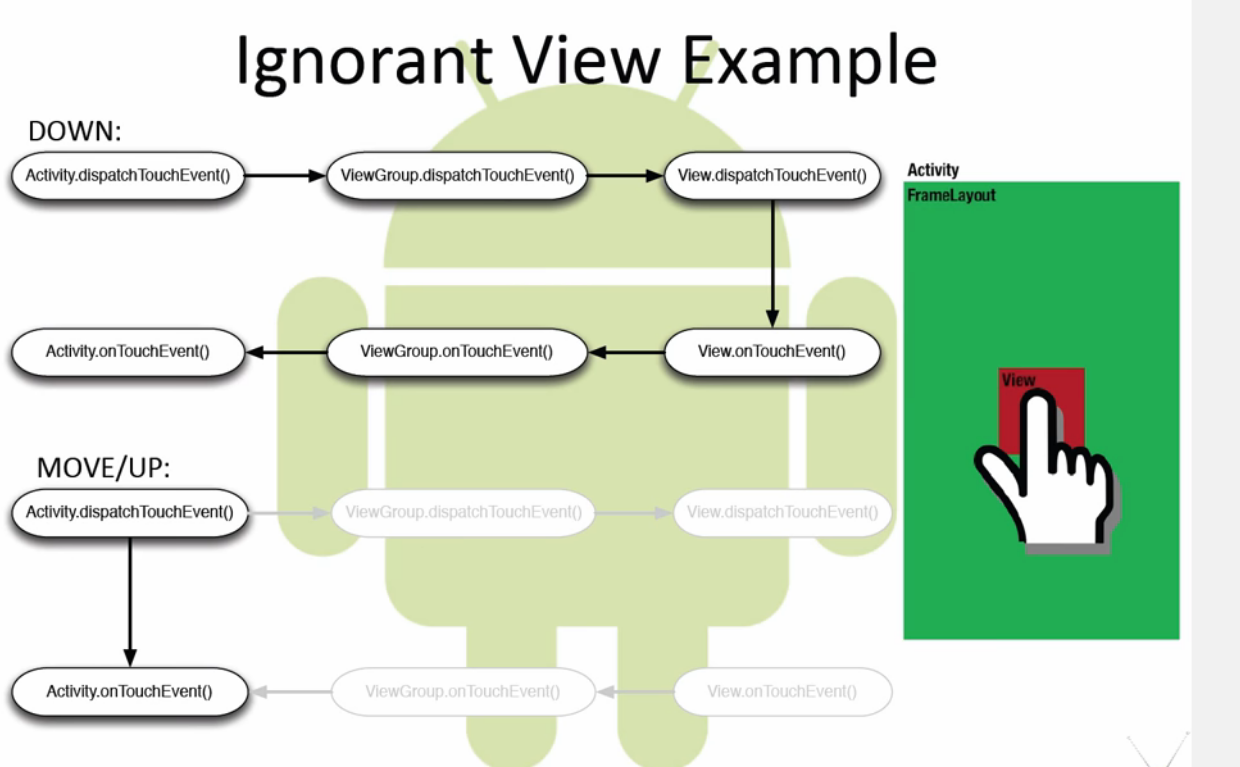 Ignorant View Example
DOWN:
Activity.dispatchTouchEvent()
ViewGroup.dispatchTouchEvent()
View.dispatchTouchEvent()
Activity.onTouchEvent()
ViewGroup.onTouchEvent()
View.onTouchEvent()
MOVE/UP:
Activity.dispatchTouchEvent()
ViewGroup.dispatchTouchEvent()
View.dispatchTouchEvent()
Activity.onTouchEvent()
ViewGroup.onTouchEvent()
View.onTouchEvent()
Activity
FrameLayout
View